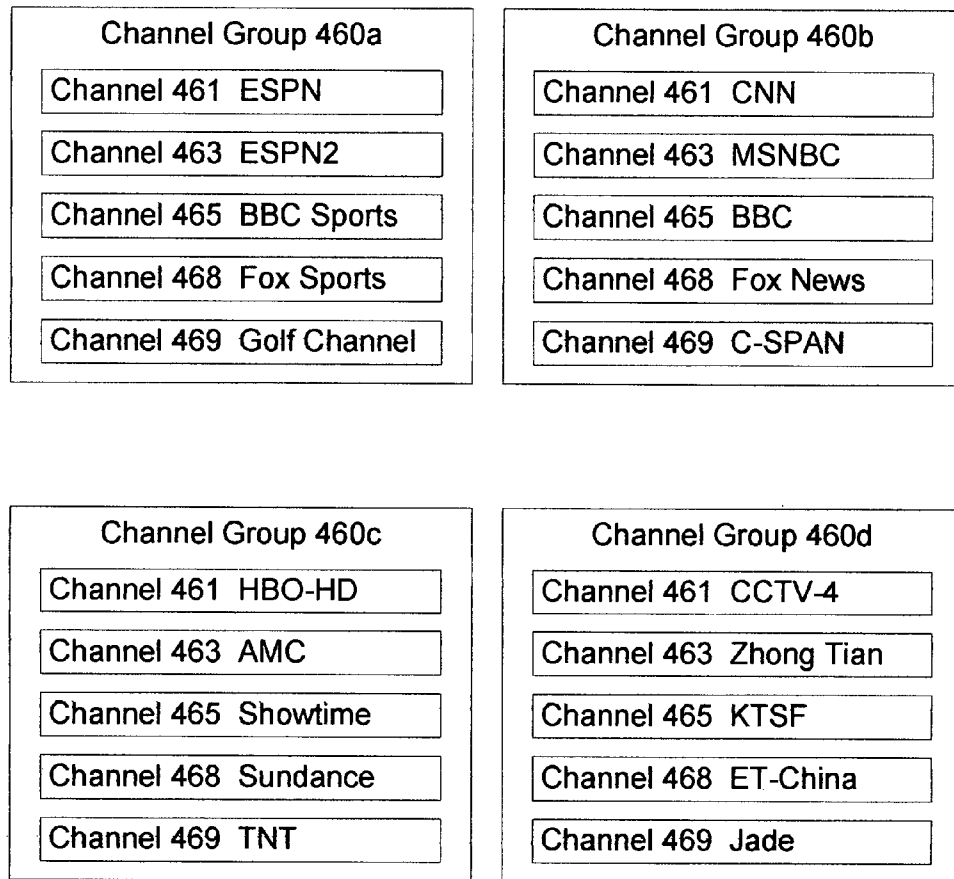 Channel Group 460a
Channel 461 ESPN
Channel 463 ESPN2
Channel 465 BBC Sports
Channel 468 Fox Sports
Channel 469 Golf Channel
Channel Group 460b
Channel 461 CNN
Channel 463 MSNBC
Channel 465 BBC
Channel 468 Fox News
Channel 469 C-SPAN
Channel Group 460c
Channel 461 HBO-HD
Channel 463 AMC
Channel 465 Showtime
Channel 468 Sundance
Channel 469 TNT
Channel Group 460d
Channel 461 CCTV-4
Channel 463 Zhong Tian
Channel 465 KTSF
Channel 468 ET-China
Channel 469 Jade